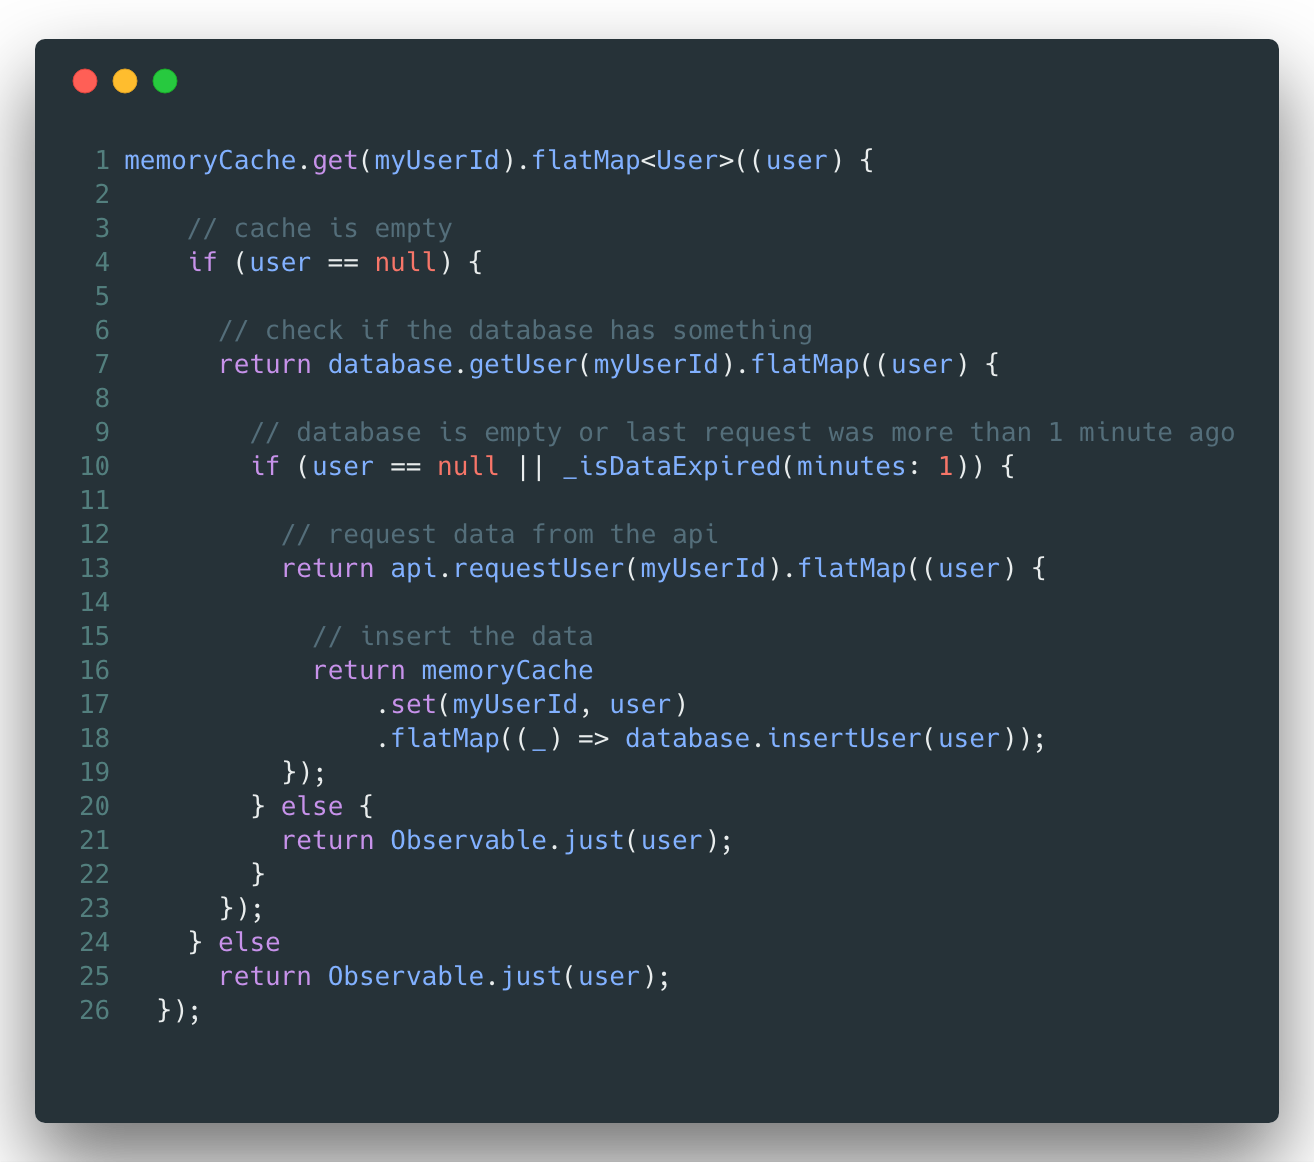 1 memoryCache.get(myUserId).flatMap<User>((user) {
2
3     // cache is empty
4     if (user == null) {
5
6       // check if the database has something
7       return database.getUser(myUserId).flatMap((user) {
8
9         // database is empty or last request was more than 1 minute ago
10         if (user == null || _isDataExpired(minutes: 1)) {
11
12           // request data from the api
13           return api.requestUser(myUserId).flatMap((user) {
14
15             // insert the data
16             return memoryCache
17                 .set(myUserId, user)
18                 .flatMap((_) => database.insertUser(user));
19           });
20         } else {
21           return Observable.just(user);
22         }
23       });
24     } else
25       return Observable.just(user);
26   });